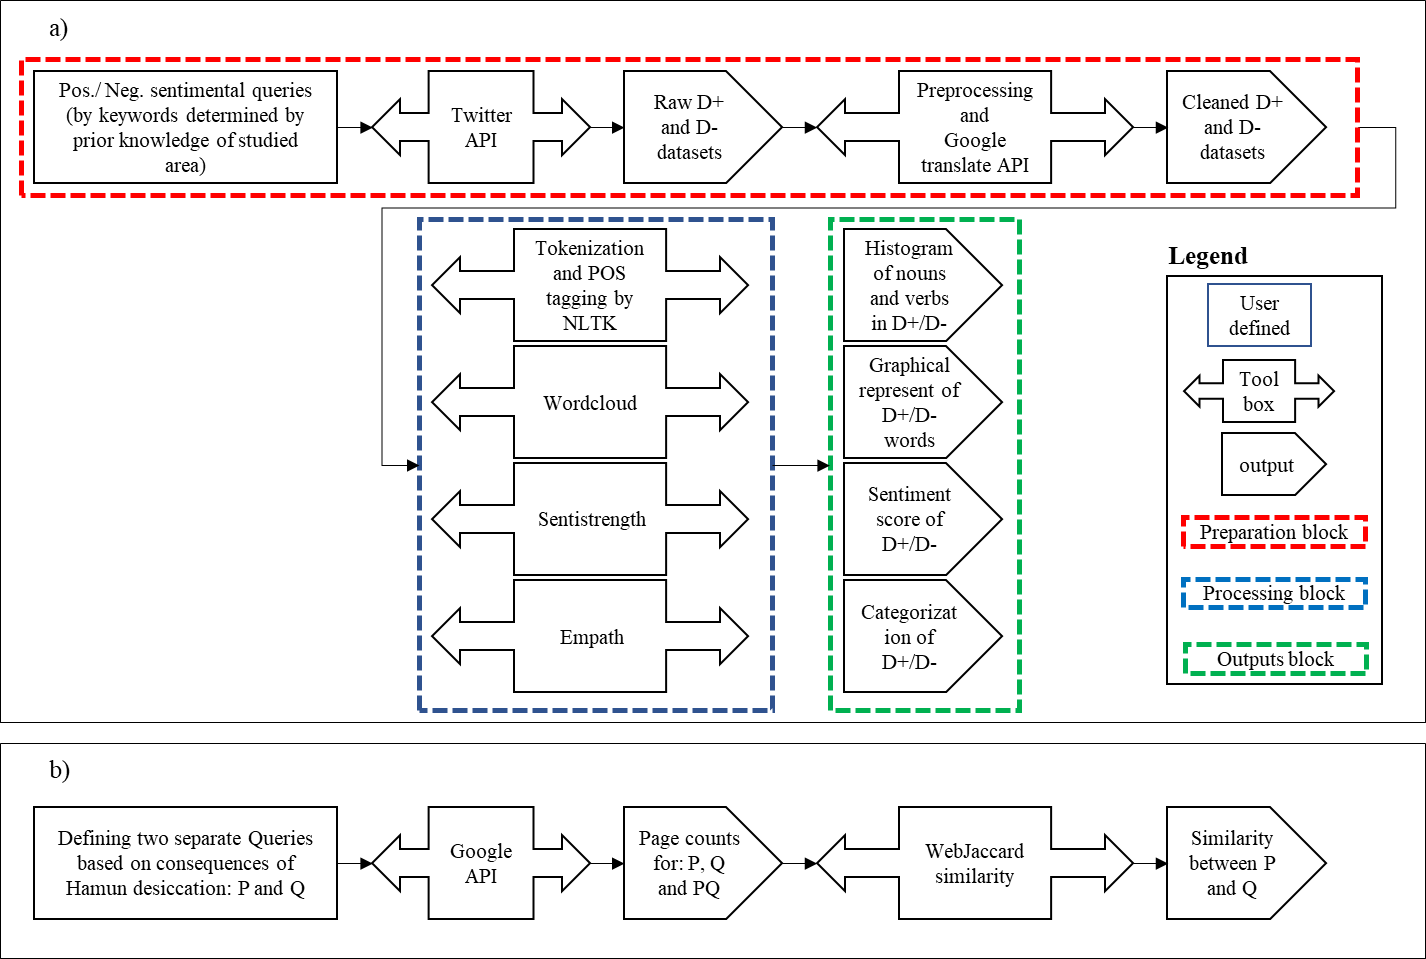 a)
Pos./ Neg. sentimental queries
(by keywords determined by
prior knowledge of studied
area)
Twitter
API
Raw D+
and D-
datasets
Preprocessing
and
Google
translate API
Cleaned D+
and D-
datasets
Tokenization
and POS
tagging by
NLTK
Histogram
of nouns
and verbs
in D+/D-
Wordcloud
Graphical
represent of
D+/D-
words
Sentistrength
Sentiment
score of
D+/D-
Empath
Categorizat
ion of
D+/D-
Legend
User
defined
Tool
box
output
Preparation block
Processing block
Outputs block
b)
Defining two separate Queries
based on consequences of
Hamun desiccation: P and Q
Google
API
Page counts
for: P, Q
and PQ
WebJaccard
similarity
Similarity
between P
and Q